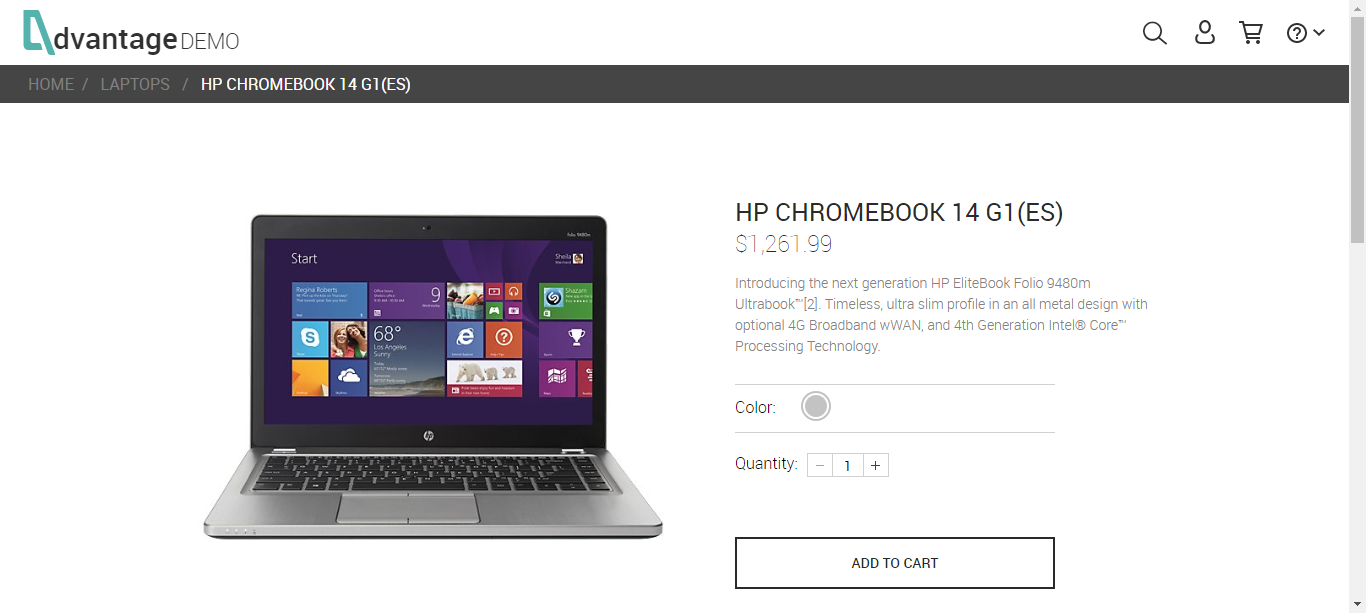 dvantage DEMO
HOME / LAPTOPS / HP CHROMEBOOK 14 G1(ES)
HP CHROMEBOOK 14 G1(ES)
$1,261.99
Introducing the next generation HP EliteBook Folio 9480m
Ultrabook™[2]. Timeless, ultra slim profile in an all metal design with
optional 4G Broadband wWAN, and 4th Generation Intel® Core™
Processing Technology.
Color:
Quantity: − 1 +
ADD TO CART
Start
Sheila
Regina Roberts
9
Shazam
68°
Los Angeles
Sunny
hp